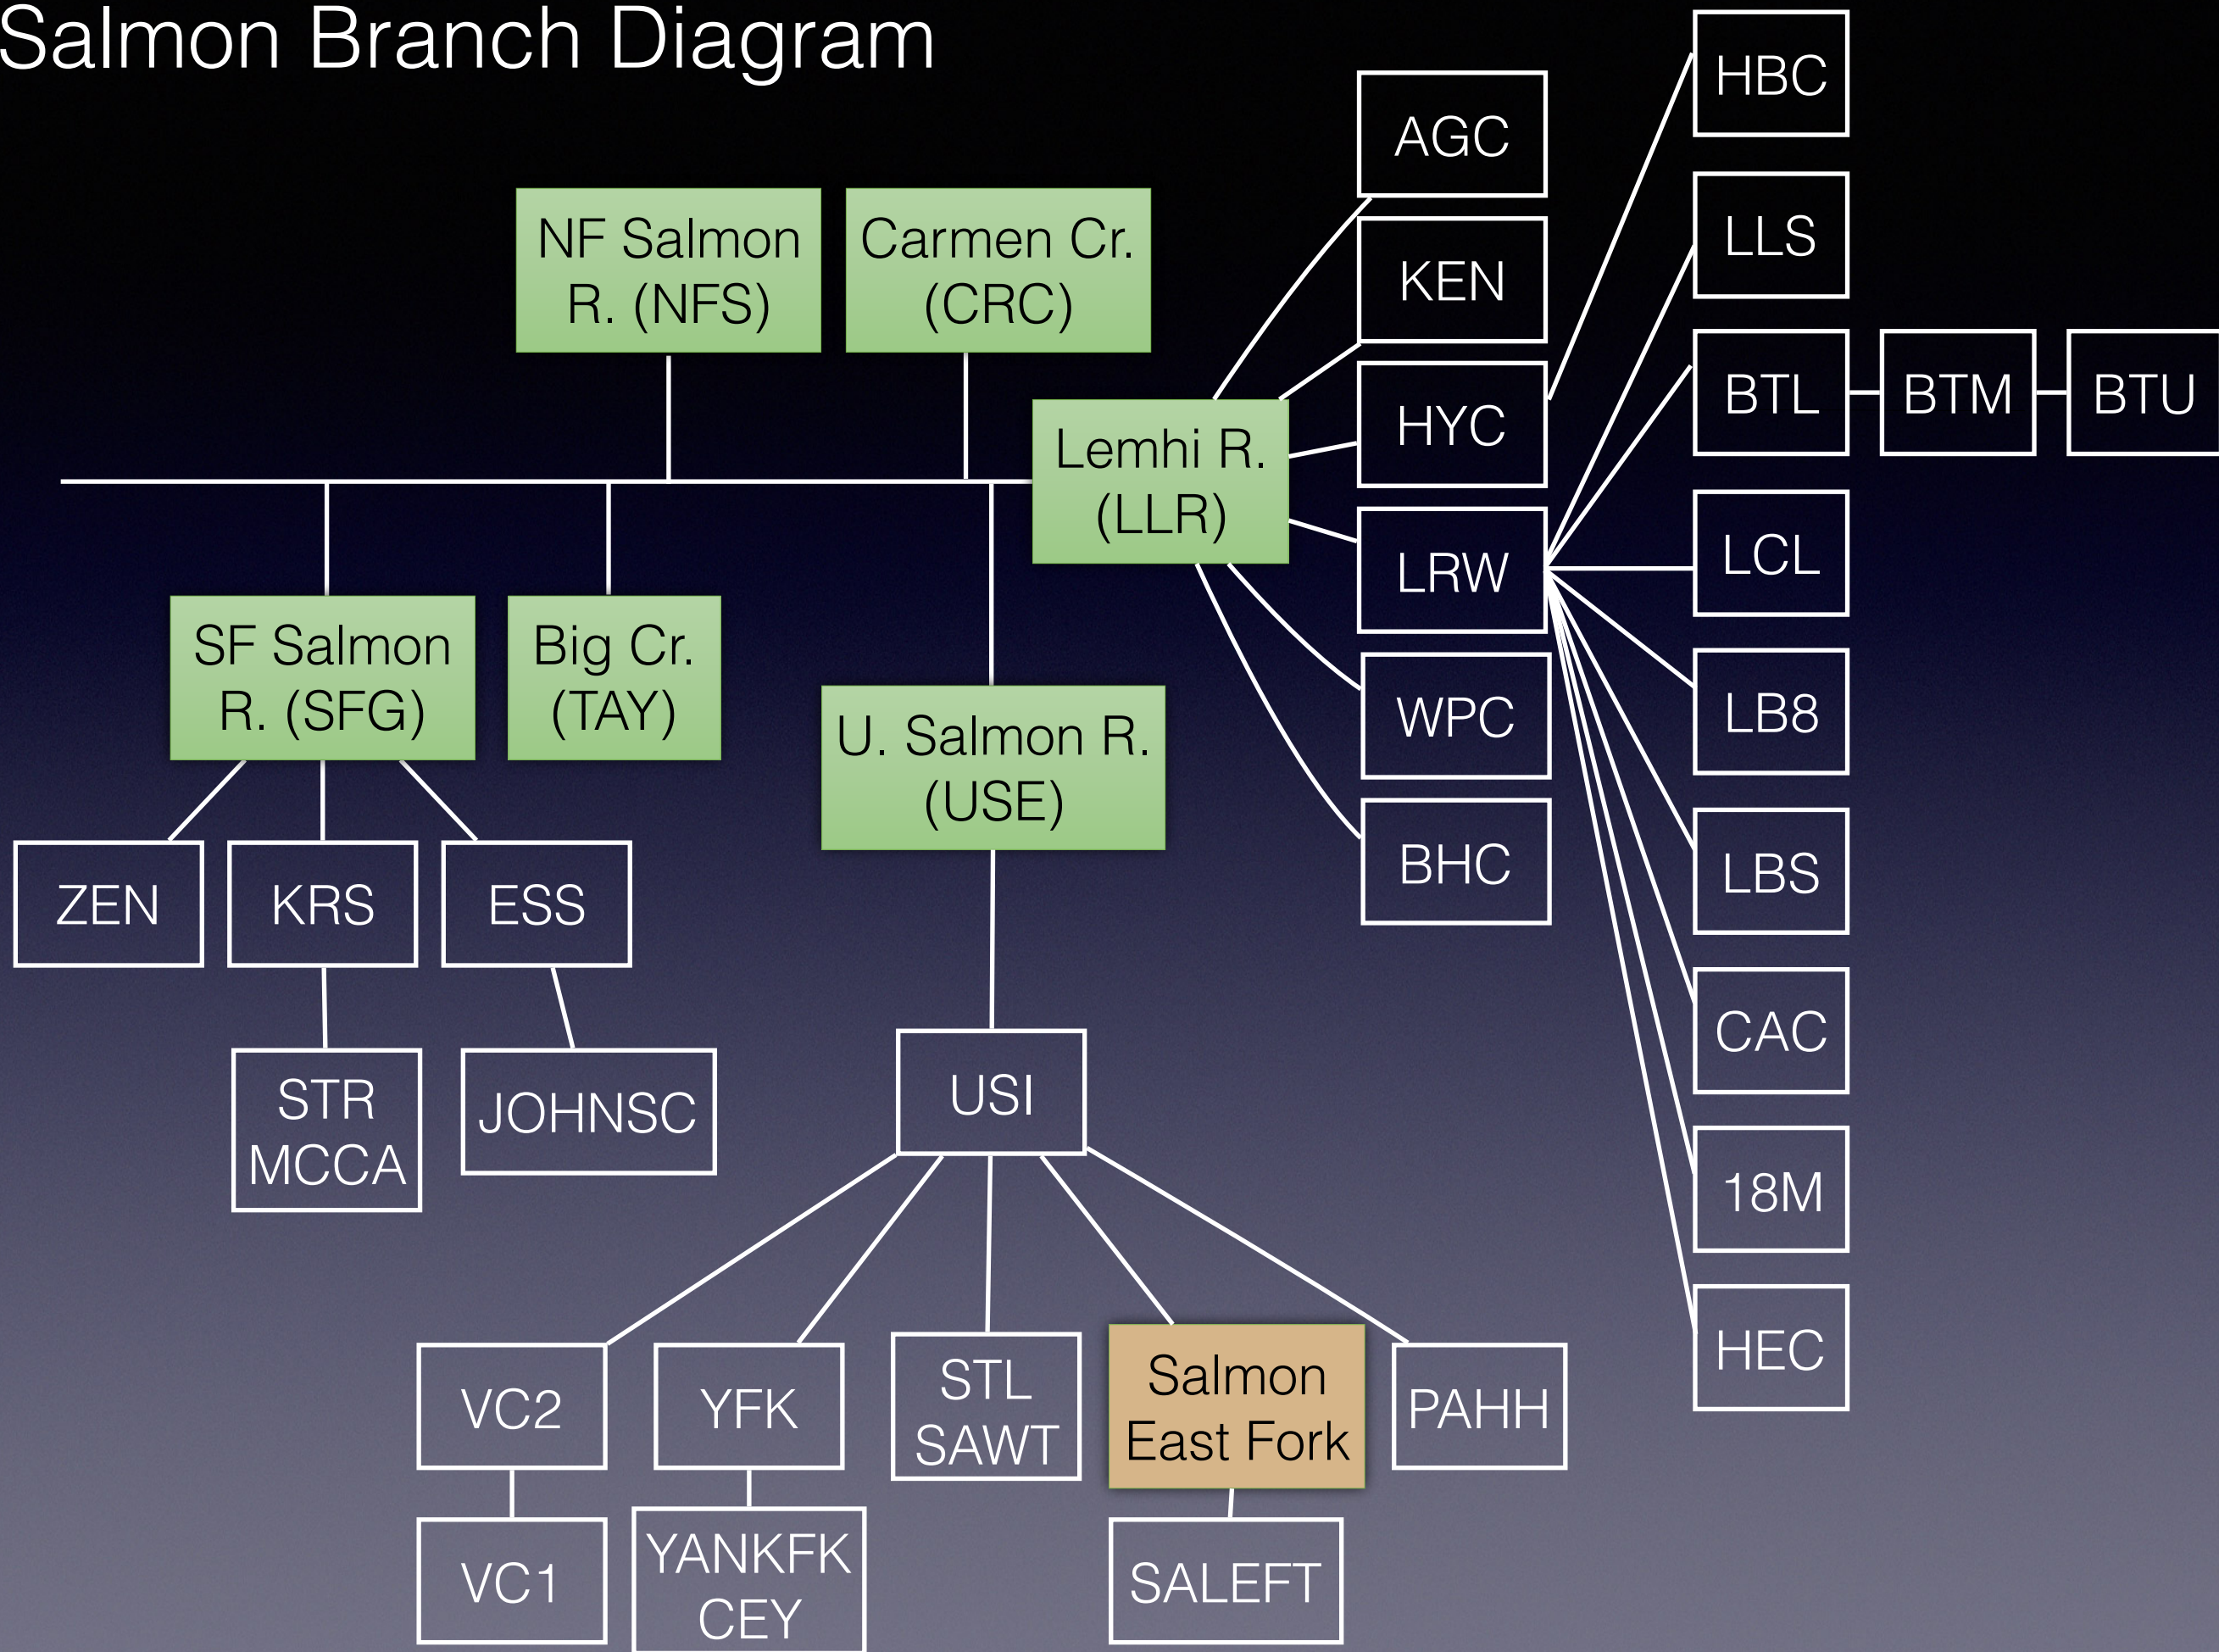 Salmon Branch Diagram
NF Salmon
R. (NFS)
Carmen Cr.
(CRC)
Lemhi R.
(LLR)
SF Salmon
R. (SFG)
Big Cr.
(TAY)
U. Salmon R.
(USE)
ZEN
KRS
ESS
STR
MCCA
JOHNSC
USI
VC2
YFK
STL
SAWT
Salmon
East Fork
PAHH
VC1
YANKFK
CEY
SALEFT
AGC
KEN
HYC
LRW
WPC
BHC
HBC
LLS
BTL
BTM
BTU
LCL
LB8
LBS
CAC
18M
HEC